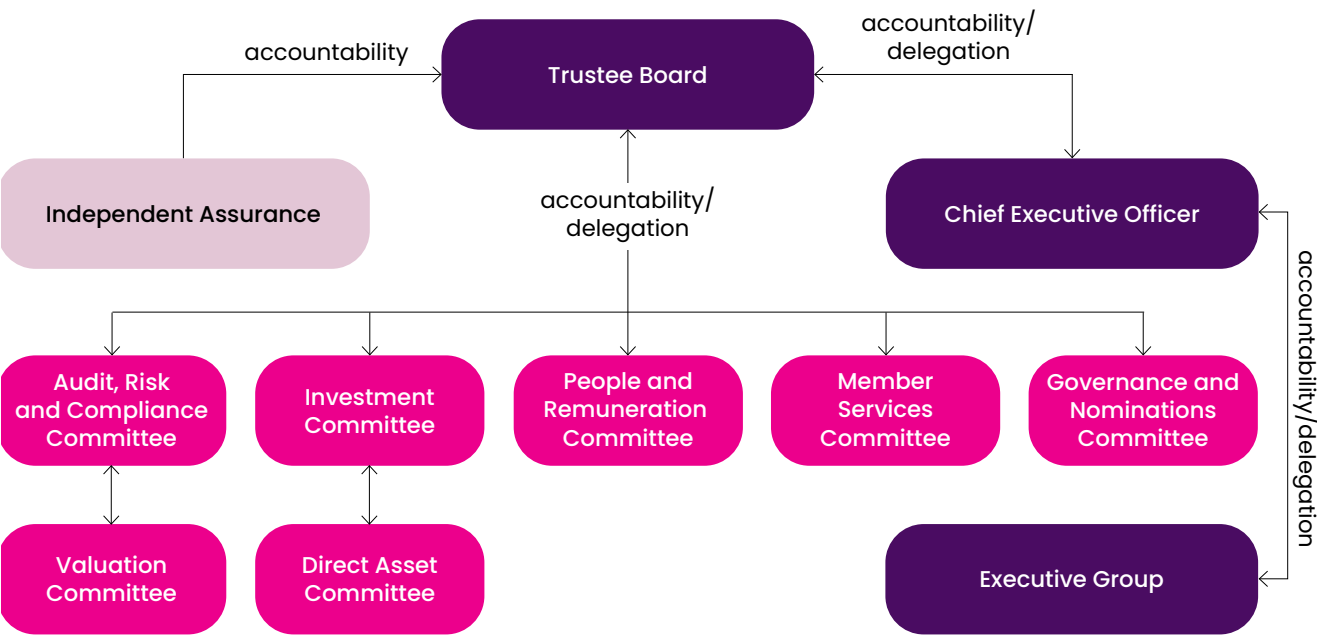 accountability
Trustee Board
accountability/
delegation
Independent Assurance
accountability/
delegation
Chief Executive Officer
accountability/delegation
Audit, Risk
and Compliance
Committee
Investment
Committee
People and
Remuneration
Committee
Member
Services
Committee
Governance and
Nominations
Committee
Valuation
Committee
Direct Asset
Committee
Executive Group